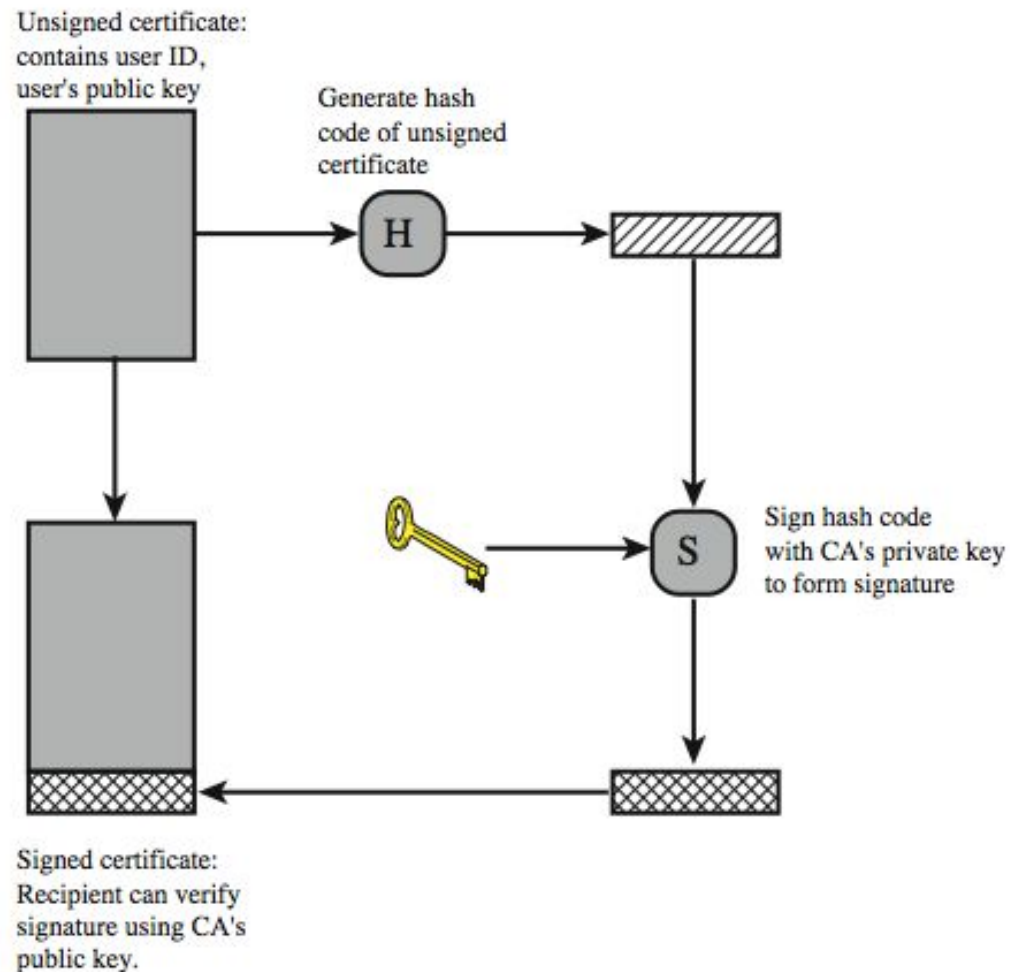 Unsigned certificate:
contains user ID,
user's public key
Generate hash
code of unsigned
certificate
H
S
Sign hash code
with CA's private key
to form signature
Signed certificate:
Recipient can verify
signature using CA's
public key.